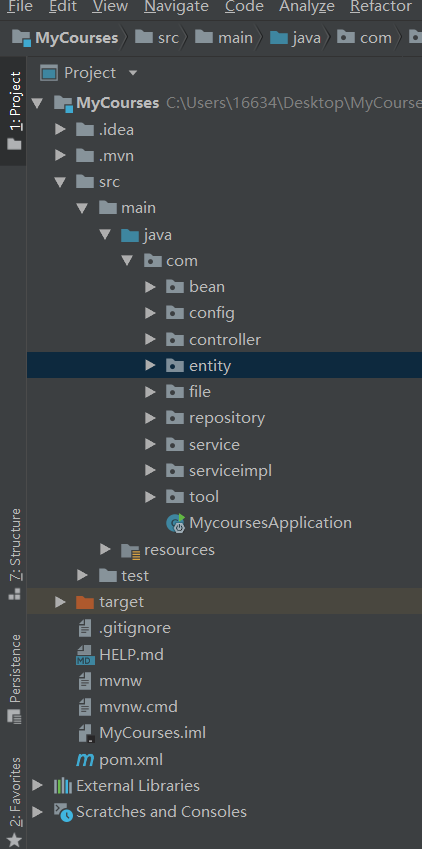 File Edit View Navigate Code Analyze Refactor
MyCourses src main java com
Project
MyCourses C:\Users\16634\Desktop\MyCourse
.idea
.mvn
src
main
java
com
bean
config
controller
entity
file
repository
service
serviceimpl
tool
MycoursesApplication
resources
test
target
.gitignore
HELP.md
mvnw
mvnw.cmd
MyCourses.iml
pom.xml
External Libraries
Scratches and Consoles
1: Project
7: Structure
Persistence
2: Favorites